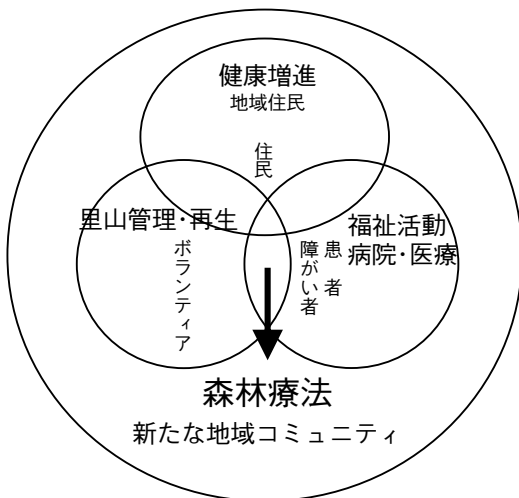 健康増進
地域住民
住民
里山管理・再生
ボランティア
福祉活動
病院・医療
患者
障がい者
森林療法
新たな地域コミュニティ